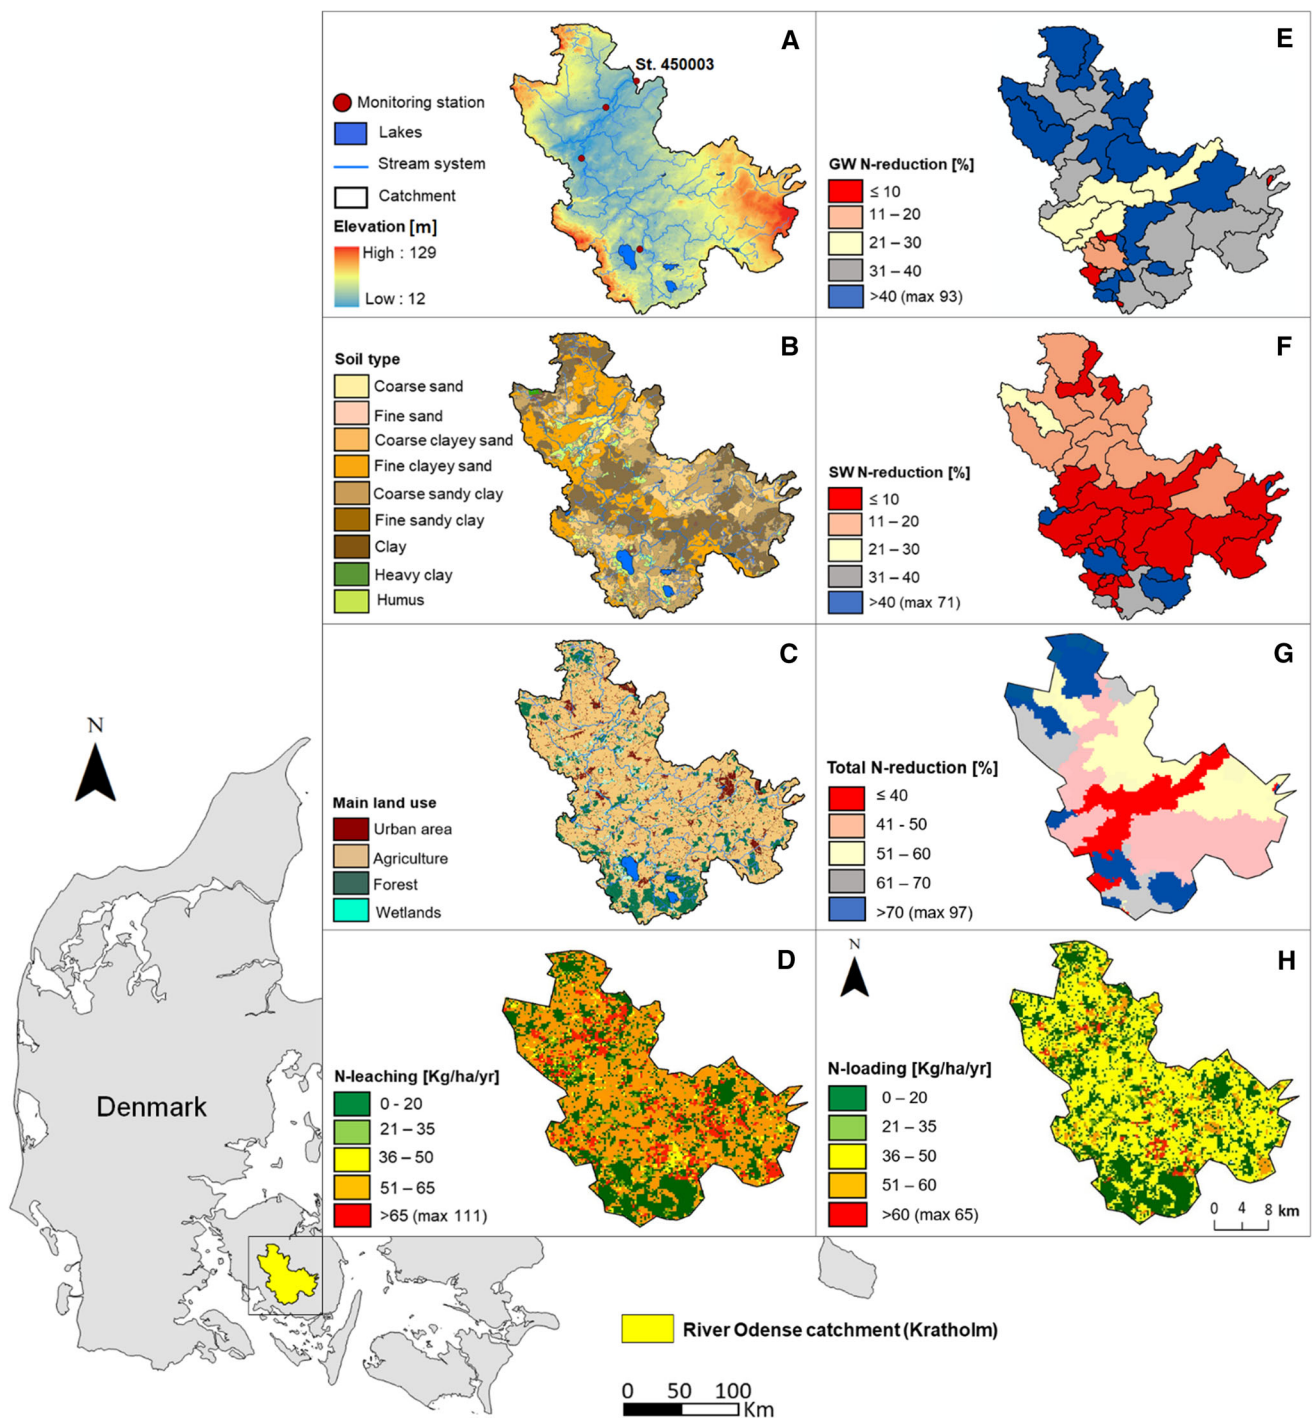 A
St. 450003
Monitoring station
Lakes
Stream system
Catchment
Elevation [m]
High : 129
Low : 12
E
GW N-reduction [%]
≤ 10
11 – 20
21 – 30
31 – 40
>40 (max 93)
B
Soil type
Coarse sand
Fine sand
Coarse clayey sand
Fine clayey sand
Coarse sandy clay
Fine sandy clay
Clay
Heavy clay
Humus
F
SW N-reduction [%]
≤ 10
11 – 20
21 – 30
31 – 40
>40 (max 71)
C
Main land use
Urban area
Agriculture
Forest
Wetlands
G
Total N-reduction [%]
≤ 40
41 - 50
51 – 60
61 – 70
>70 (max 97)
D
N-leaching [Kg/ha/yr]
0 - 20
21 – 35
36 – 50
51 – 65
>65 (max 111)
N
H
N-loading [Kg/ha/yr]
0 – 20
21 – 35
36 – 50
51 – 60
>60 (max 65)
0 4 8 km
N
Denmark
River Odense catchment (Kratholm)
0 50 100
Km